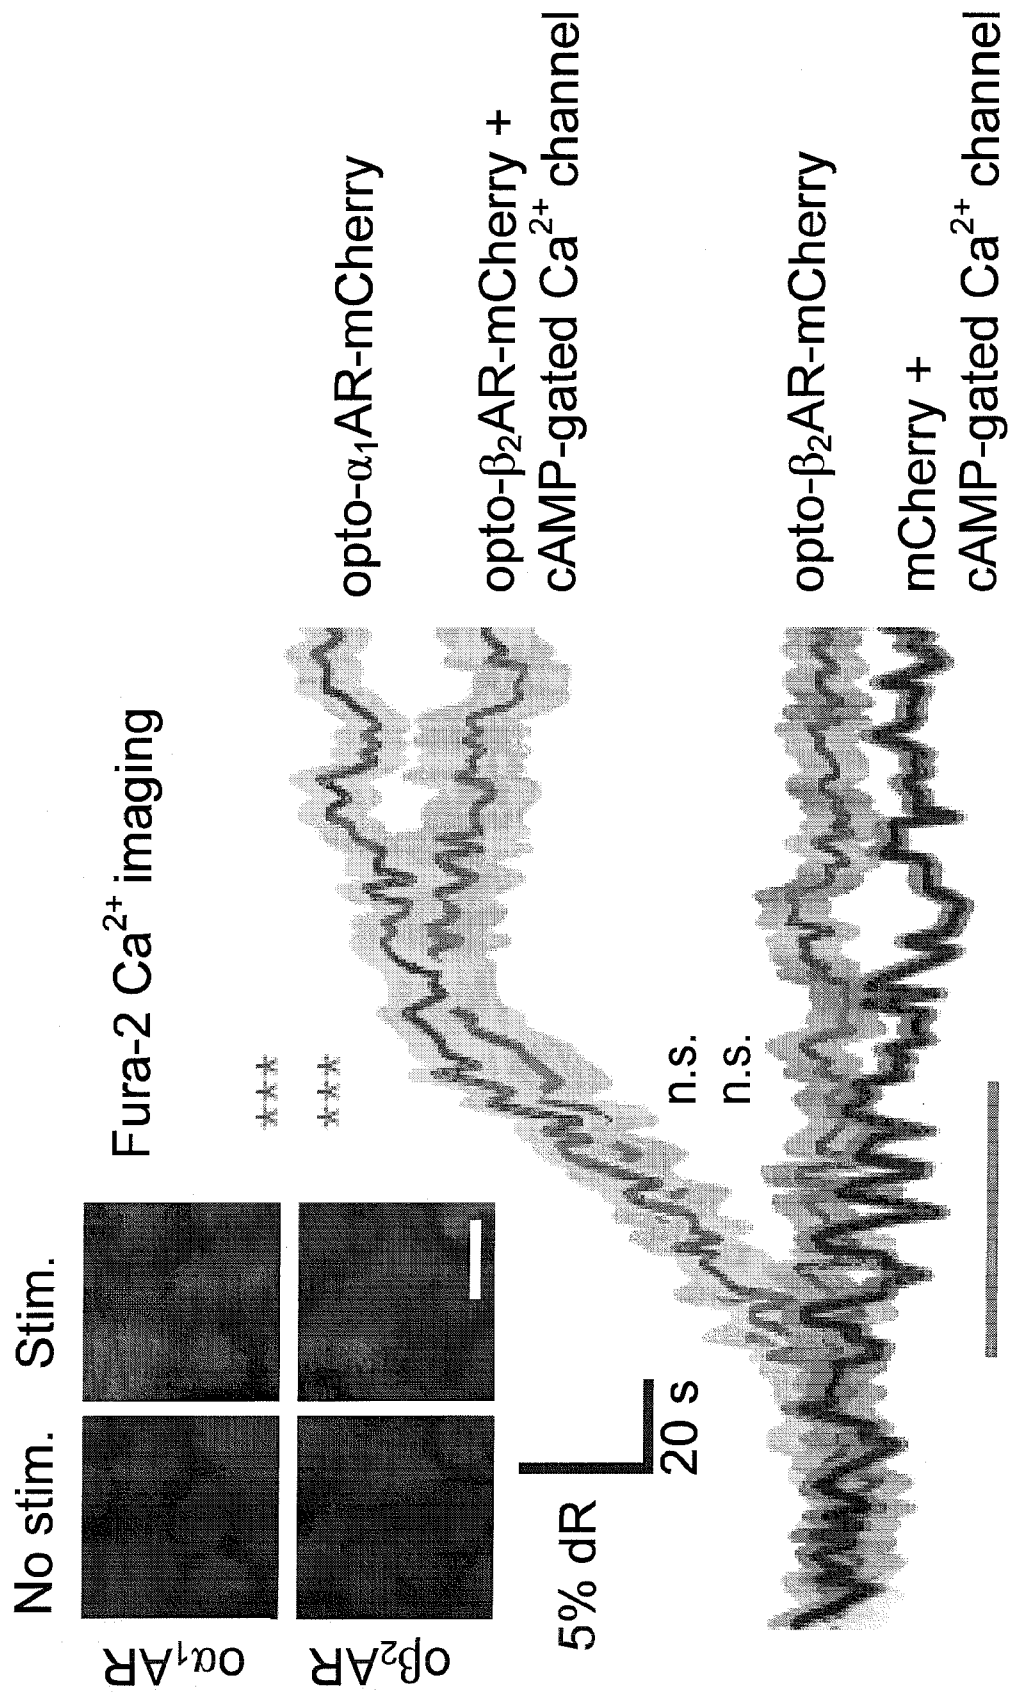 No stim.
Stim.
oα₁AR
oβ₂AR
Fura-2 Ca²⁺ imaging
***
***
5% dR
20 s
n.s.
n.s.
opto-α₁AR-mCherry
opto-β₂AR-mCherry +
cAMP-gated Ca²⁺ channel
opto-β₂AR-mCherry
mCherry +
cAMP-gated Ca²⁺ channel